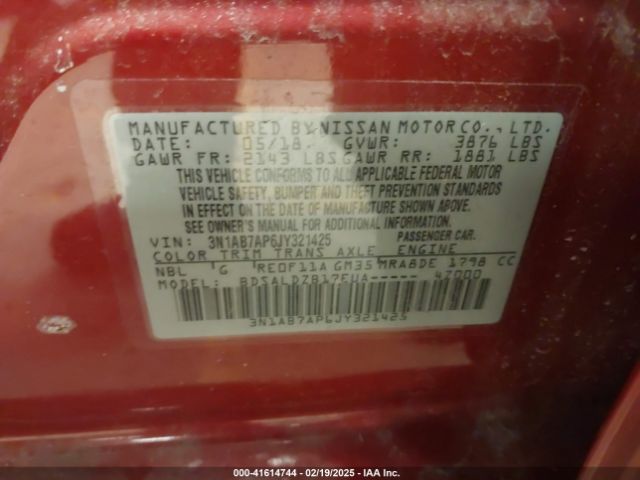 MANUFACTURED BY NISSAN MOTOR CO., LTD.
DATE: 05/18 GVWR: 3876 LBS
GAWR FR: 2143 LBS GAWR RR: 1881 LBS
THIS VEHICLE CONFORMS TO ALL APPLICABLE FEDERAL MOTOR
VEHICLE SAFETY, BUMPER AND THEFT PREVENTION STANDARDS
IN EFFECT ON THE DATE OF MANUFACTURE SHOWN ABOVE.
SEE OWNER'S MANUAL FOR ADDITIONAL INFORMATION.
VIN: 3N1AB7AP6JY321425 PASSENGER CAR
COLOR TRIM TRANS AXLE ENGINE
NBL G RE0F11A GM35 MRA8DE 1798 CC
MODEL: BDSALDZB17EUA----- 47000
3N1AB7AP6JY321425
000-41614744 - 02/19/2025 - IAA Inc.